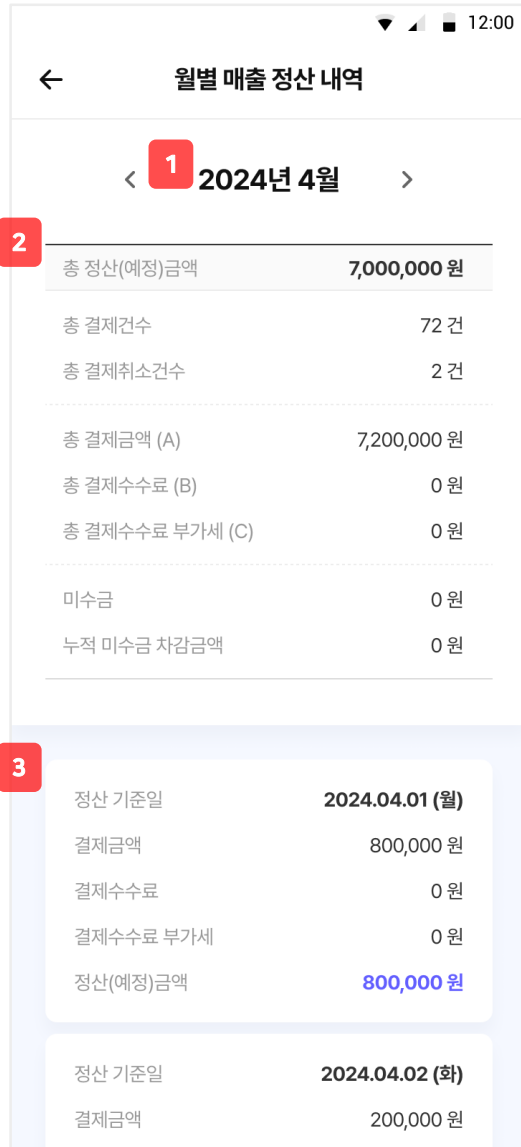 12:00
월별 매출 정산 내역
1
2024년 4월
2
총 정산(예정)금액 7,000,000 원
총 결제건수 72 건
총 결제취소건수 2 건
총 결제금액 (A) 7,200,000 원
총 결제수수료 (B) 0 원
총 결제수수료 부가세 (C) 0 원
미수금 0 원
누적 미수금 차감금액 0 원
3
정산 기준일 2024.04.01 (월)
결제금액 800,000 원
결제수수료 0 원
결제수수료 부가세 0 원
정산(예정)금액 800,000 원
정산 기준일 2024.04.02 (화)
결제금액 200,000 원